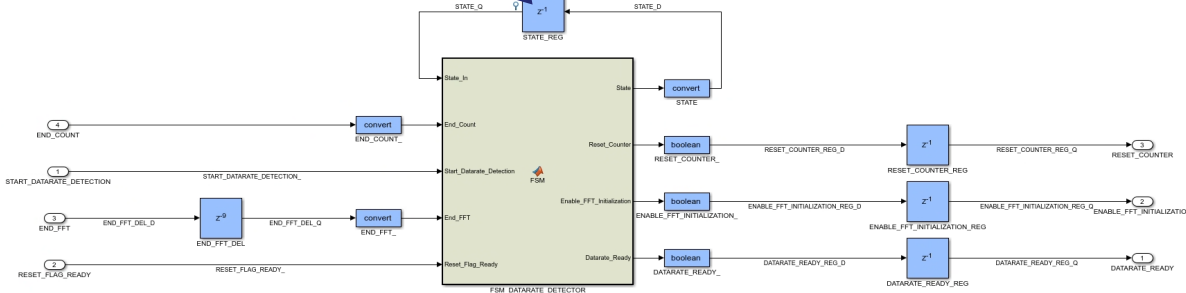 STATE_Q
z-1
STATE_D
STATE_REG
State_In
State
convert
STATE
4
END_COUNT
convert
END_COUNT_
End_Count
Reset_Counter
boolean
RESET_COUNTER_
RESET_COUNTER_REG_D
z-1
RESET_COUNTER_REG
RESET_COUNTER_REG_Q
3
RESET_COUNTER
1
START_DATARATE_DETECTION
START_DATARATE_DETECTION_
Start_Datarate_Detection
FSM
3
END_FFT
END_FFT_DEL_D
z-9
END_FFT_DEL
END_FFT_DEL_Q
convert
END_FFT_
End_FFT
Enable_FFT_Initialization
boolean
ENABLE_FFT_INITIALIZATION_
ENABLE_FFT_INITIALIZATION_REG_D
z-1
ENABLE_FFT_INITIALIZATION_REG
ENABLE_FFT_INITIALIZATION_REG_Q
2
ENABLE_FFT_INITIALIZATIO
2
RESET_FLAG_READY
RESET_FLAG_READY_
Reset_Flag_Ready
Datarate_Ready
boolean
DATARATE_READY_
DATARATE_READY_REG_D
z-1
DATARATE_READY_REG
DATARATE_READY_REG_Q
1
DATARATE_READY
FSM_DATARATE_DETECTOR